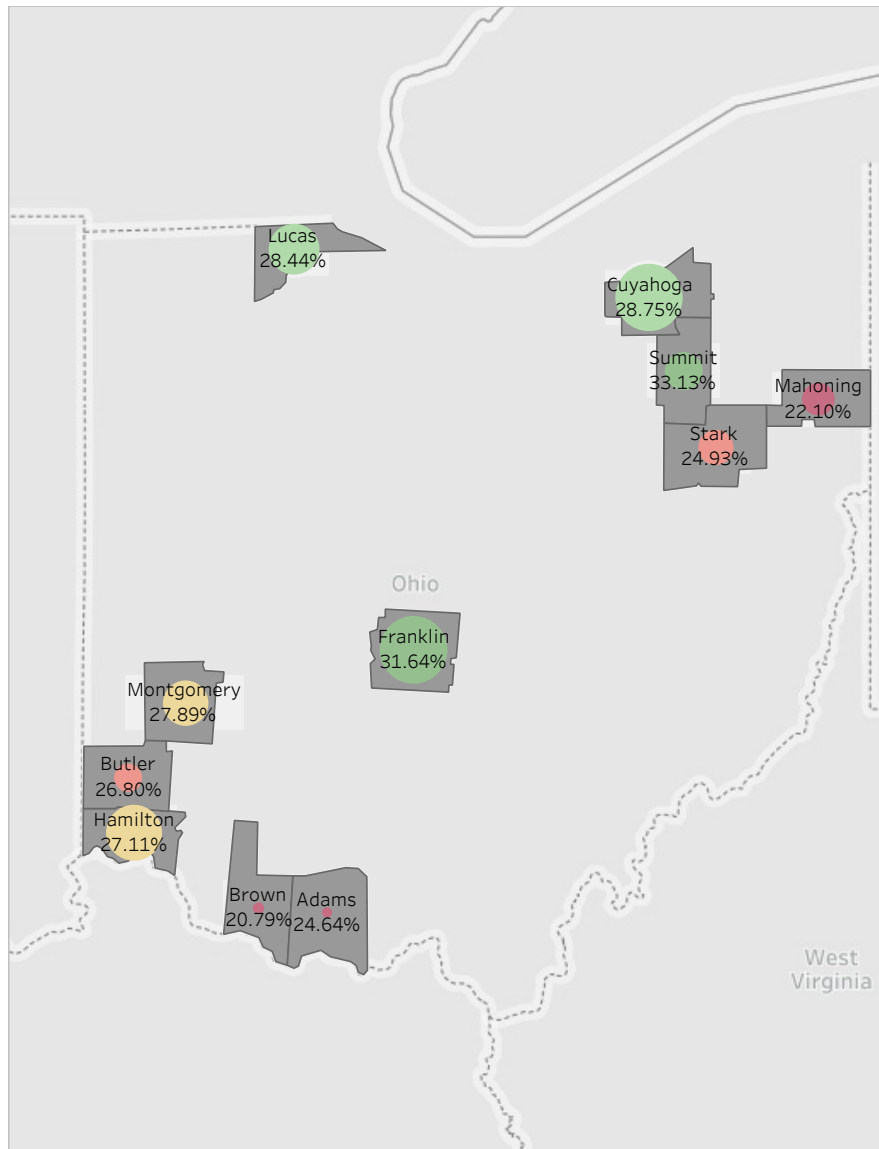 Lucas
28.44%
Cuyahoga
28.75%
Summit
33.13%
Mahoning
22.10%
Stark
24.93%
Ohio
Franklin
31.64%
Montgomery
27.89%
Butler
26.80%
Hamilton
27.11%
Brown
20.79%
Adams
24.64%
West
Virginia